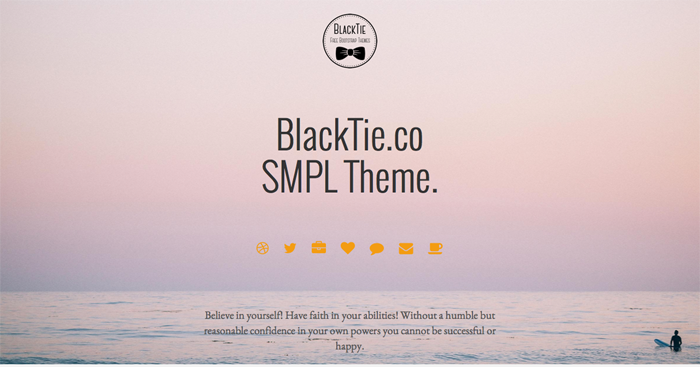 BLACKTIE
FREE BOOTSTRAP THEMES
BlackTie.co
SMPL Theme.
Believe in yourself! Have faith in your abilities! Without a humble but
reasonable confidence in your own powers you cannot be successful or
happy.